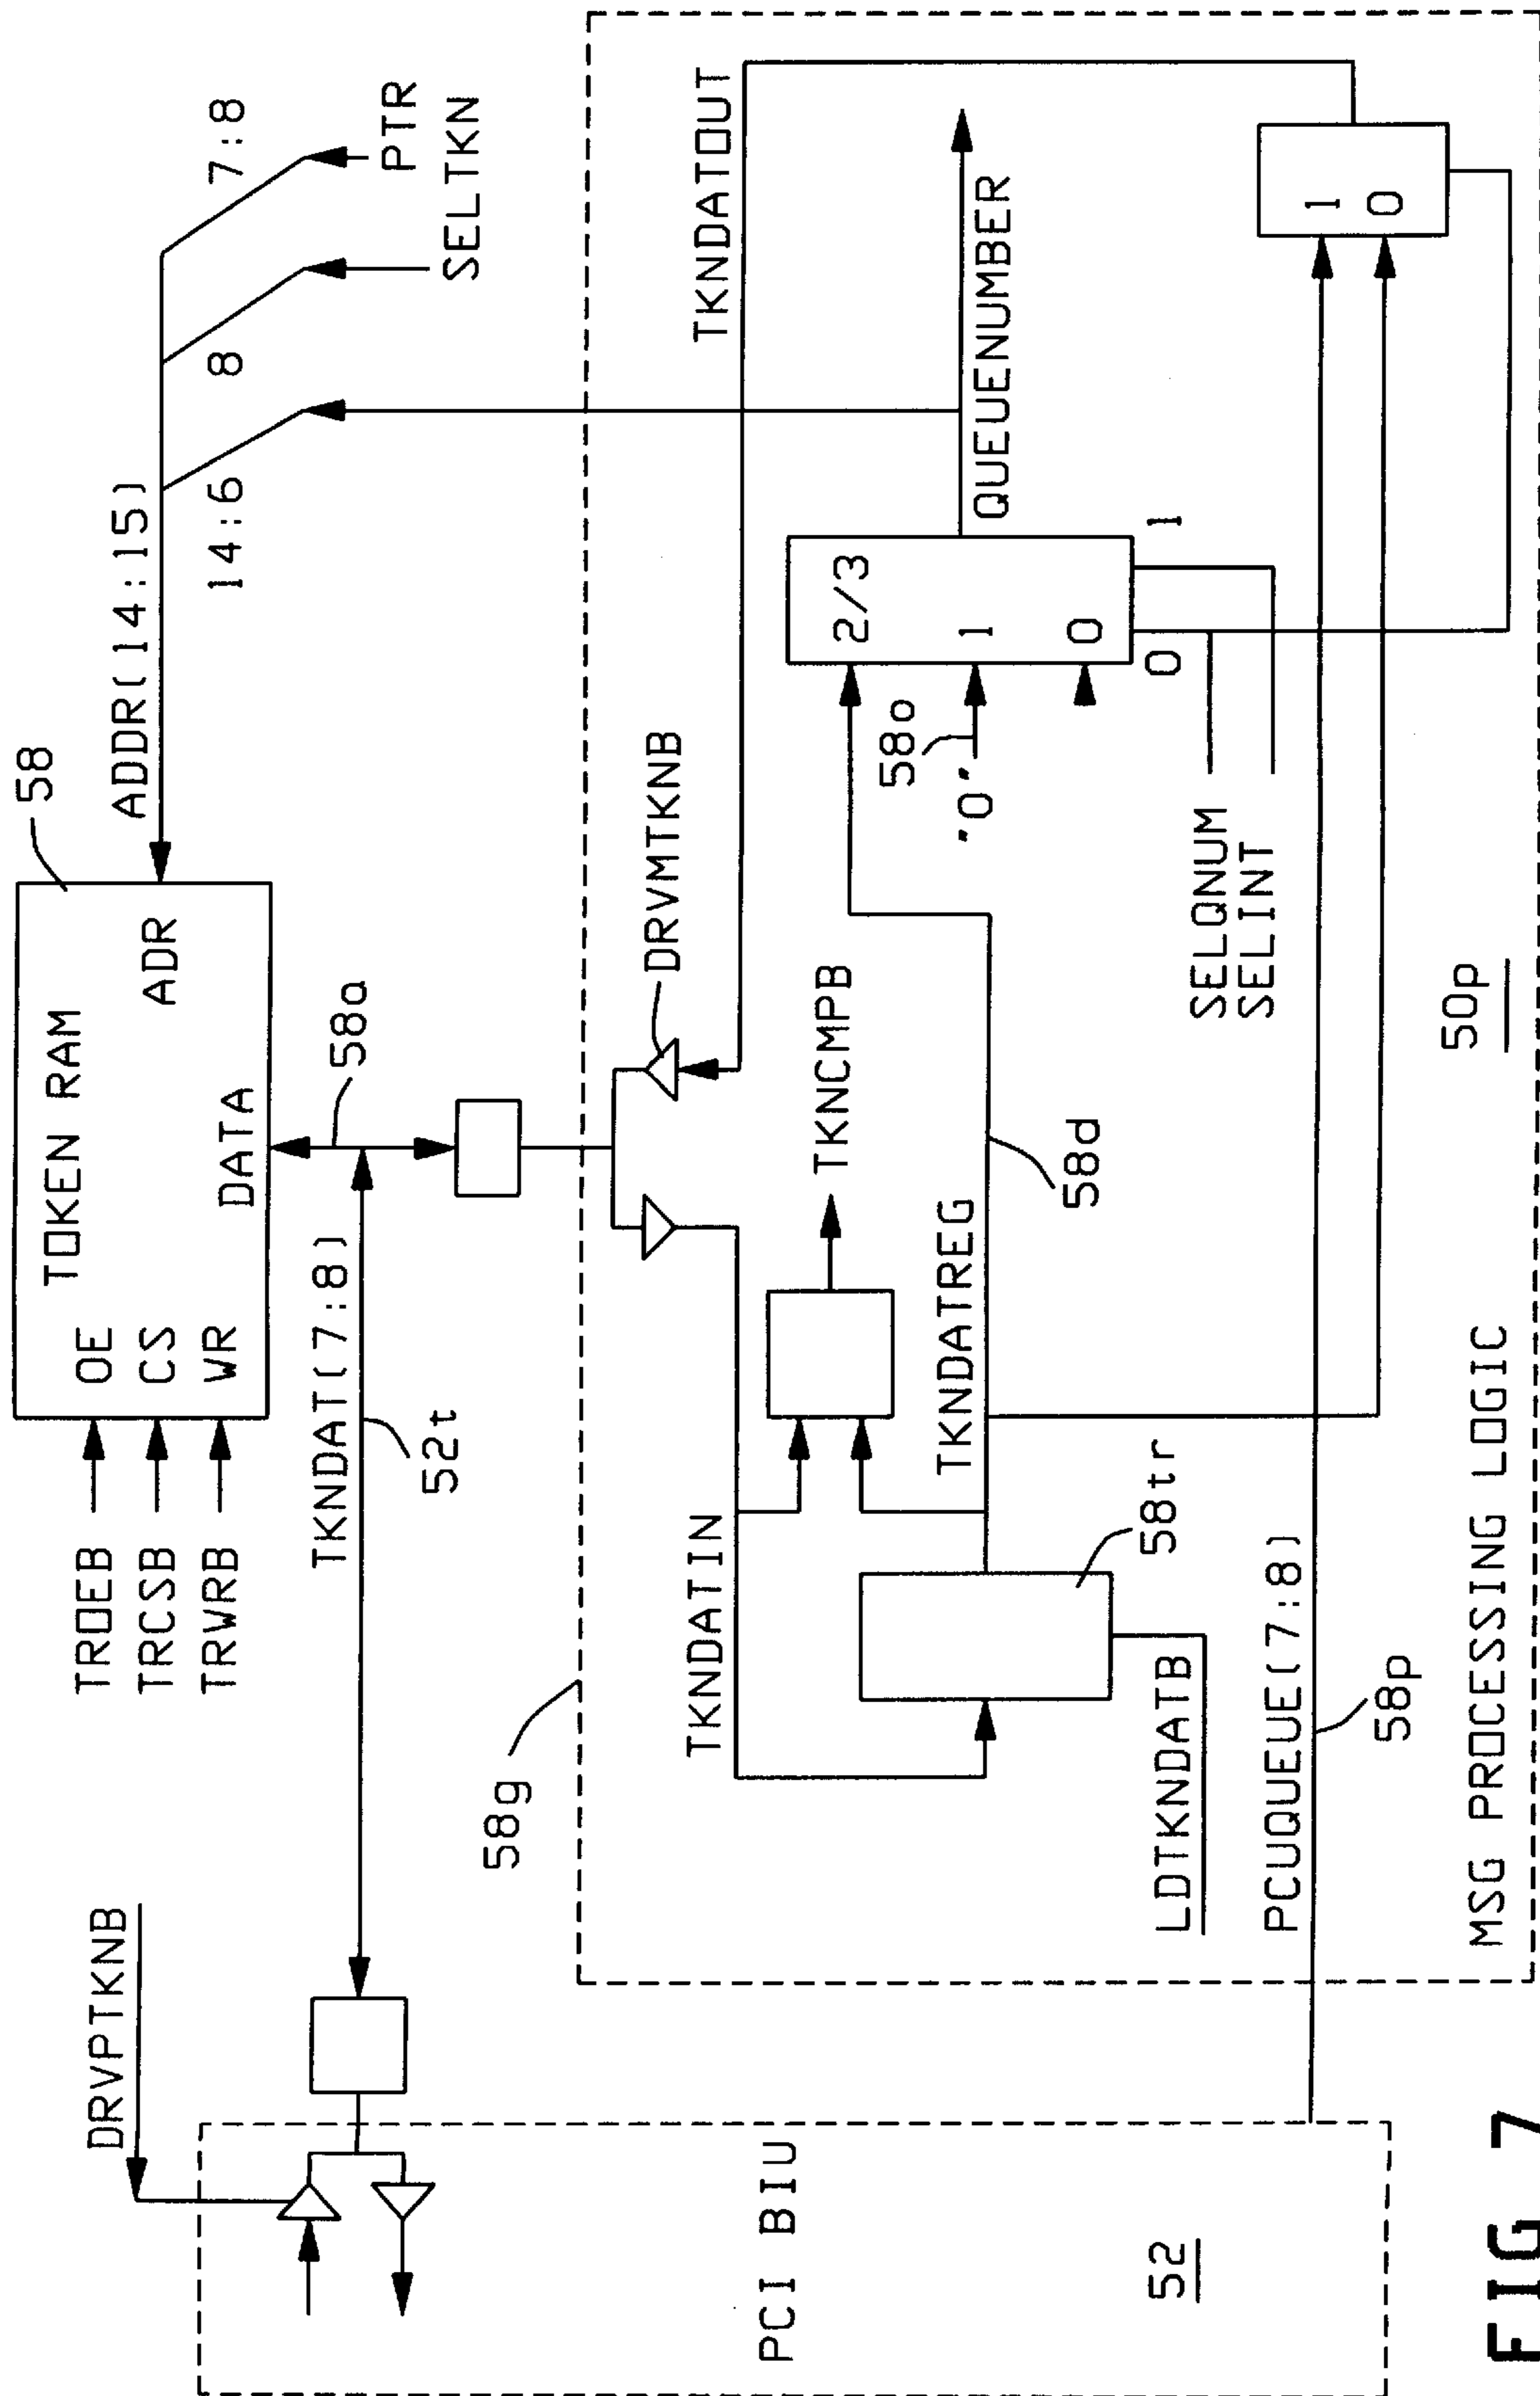 58
TOKEN RAM
OE
CS
WR
ADR
DATA
TROEB
TRCSB
TRWRB
ADDR(14:15)
14:6
8
7:8
PTR
SELTKN
DRVPTKNB
TKNDAT(7:8)
52t
58a
58g
DRVMTKNB
TKNDATOUT
TKNDATIN
TKNCMPB
TKNDATREG
58d
58tr
LDTKNDATB
2/3
1
0
58o
"0"
0
1
QUEUENUMBER
SELQNUM
SELINT
1
0
PCUQUEUE(7:8)
58p
PCI BIU
52
MSG PROCESSING LOGIC
50p
FIG 7